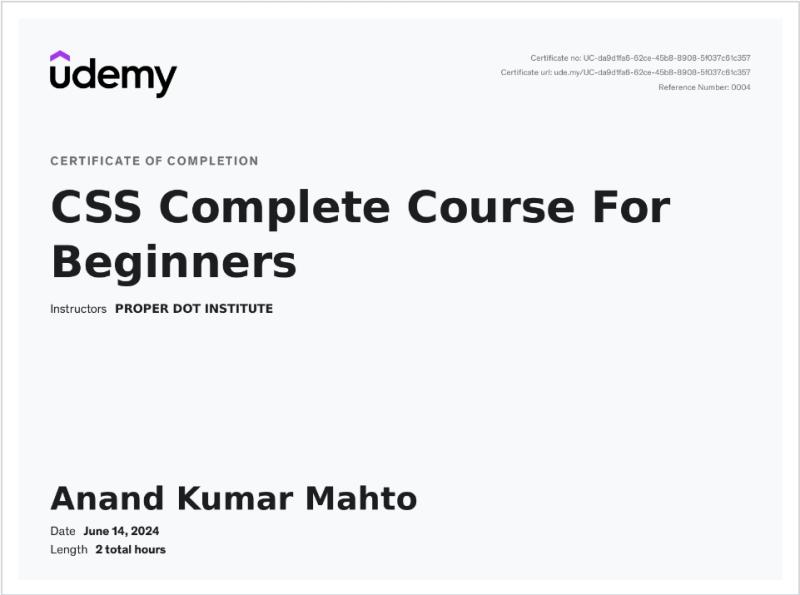 udemy
Certificate no: UC-da9d1fa6-62ce-45b8-8908-5f037c61c357
Certificate url: ude.my/UC-da9d1fa6-62ce-45b8-8908-5f037c61c357
Reference Number: 0004
CERTIFICATE OF COMPLETION
CSS Complete Course For
Beginners
Instructors PROPER DOT INSTITUTE
Anand Kumar Mahto
Date June 14, 2024
Length 2 total hours